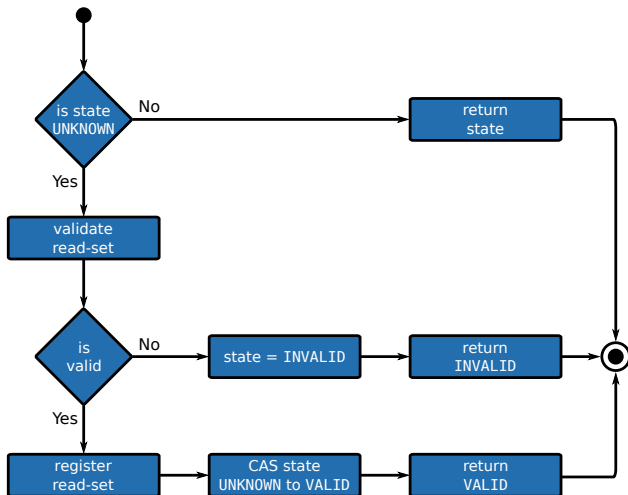 is state
UNKNOWN
No
return
state
Yes
validate
read-set
is
valid
No
state = INVALID
return
INVALID
Yes
register
read-set
CAS state
UNKNOWN to VALID
return
VALID